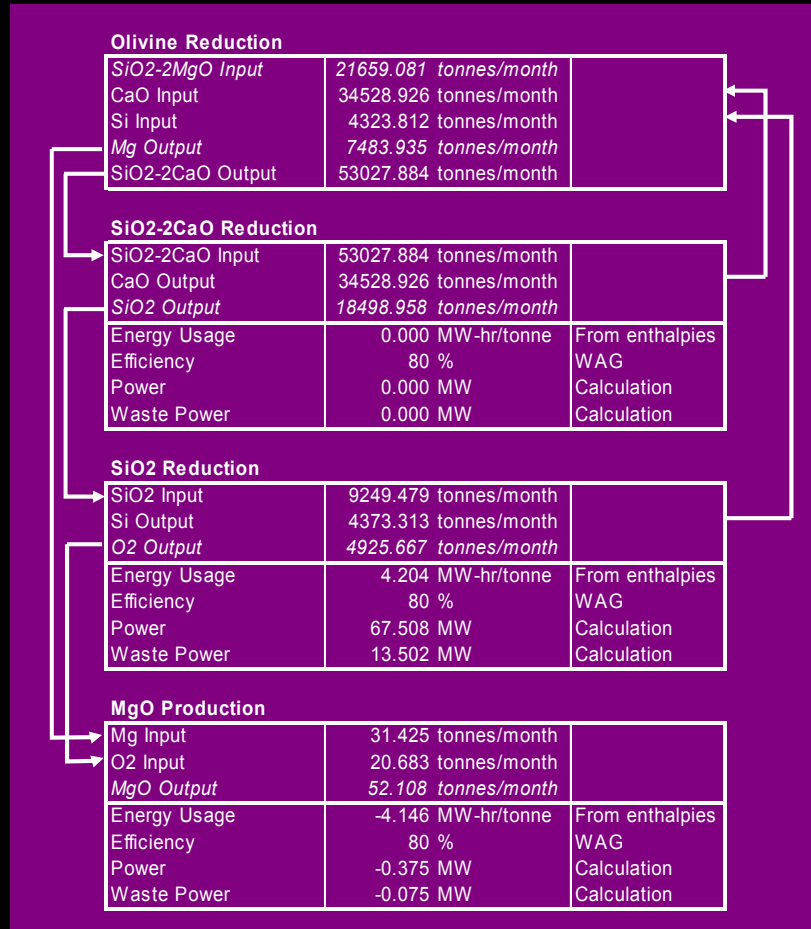 Olivine Reduction
SiO2-2MgO Input 21659.081 tonnes/month
CaO Input 34528.926 tonnes/month
Si Input 4323.812 tonnes/month
Mg Output 7483.935 tonnes/month
SiO2-2CaO Output 53027.884 tonnes/month
SiO2-2CaO Reduction
SiO2-2CaO Input 53027.884 tonnes/month
CaO Output 34528.926 tonnes/month
SiO2 Output 18498.958 tonnes/month
Energy Usage 0.000 MW-hr/tonne From enthalpies
Efficiency 80 % WAG
Power 0.000 MW Calculation
Waste Power 0.000 MW Calculation
SiO2 Reduction
SiO2 Input 9249.479 tonnes/month
Si Output 4373.313 tonnes/month
O2 Output 4925.667 tonnes/month
Energy Usage 4.204 MW-hr/tonne From enthalpies
Efficiency 80 % WAG
Power 67.508 MW Calculation
Waste Power 13.502 MW Calculation
MgO Production
Mg Input 31.425 tonnes/month
O2 Input 20.683 tonnes/month
MgO Output 52.108 tonnes/month
Energy Usage -4.146 MW-hr/tonne From enthalpies
Efficiency 80 % WAG
Power -0.375 MW Calculation
Waste Power -0.075 MW Calculation